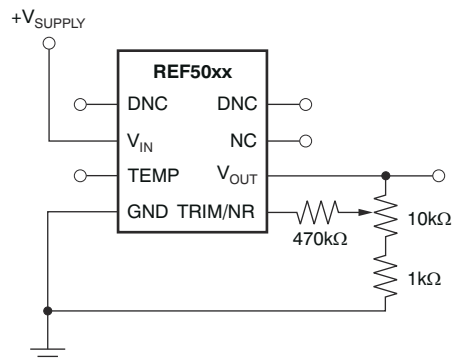 +VSUPPLY
REF50xx
DNC DNC
VIN NC
TEMP VOUT
GND TRIM/NR
470kΩ
10kΩ
1kΩ